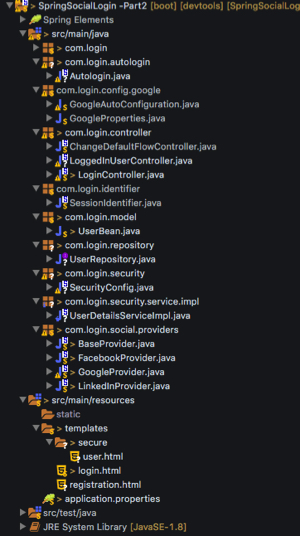 > SpringSocialLogin -Part2 [boot] [devtools] [SpringSocialLog
Spring Elements
> src/main/java
> com.login
> com.login.autologin
> Autologin.java
com.login.config.google
GoogleAutoConfiguration.java
GoogleProperties.java
> com.login.controller
ChangeDefaultFlowController.java
LoggedInUserController.java
> LoginController.java
com.login.identifier
SessionIdentifier.java
> com.login.model
> UserBean.java
> com.login.repository
UserRepository.java
> com.login.security
SecurityConfig.java
> com.login.security.service.impl
UserDetailsServiceImpl.java
> com.login.social.providers
> BaseProvider.java
> FacebookProvider.java
> GoogleProvider.java
> LinkedInProvider.java
> src/main/resources
static
> templates
> secure
user.html
> login.html
registration.html
> application.properties
src/test/java
JRE System Library [JavaSE-1.8]